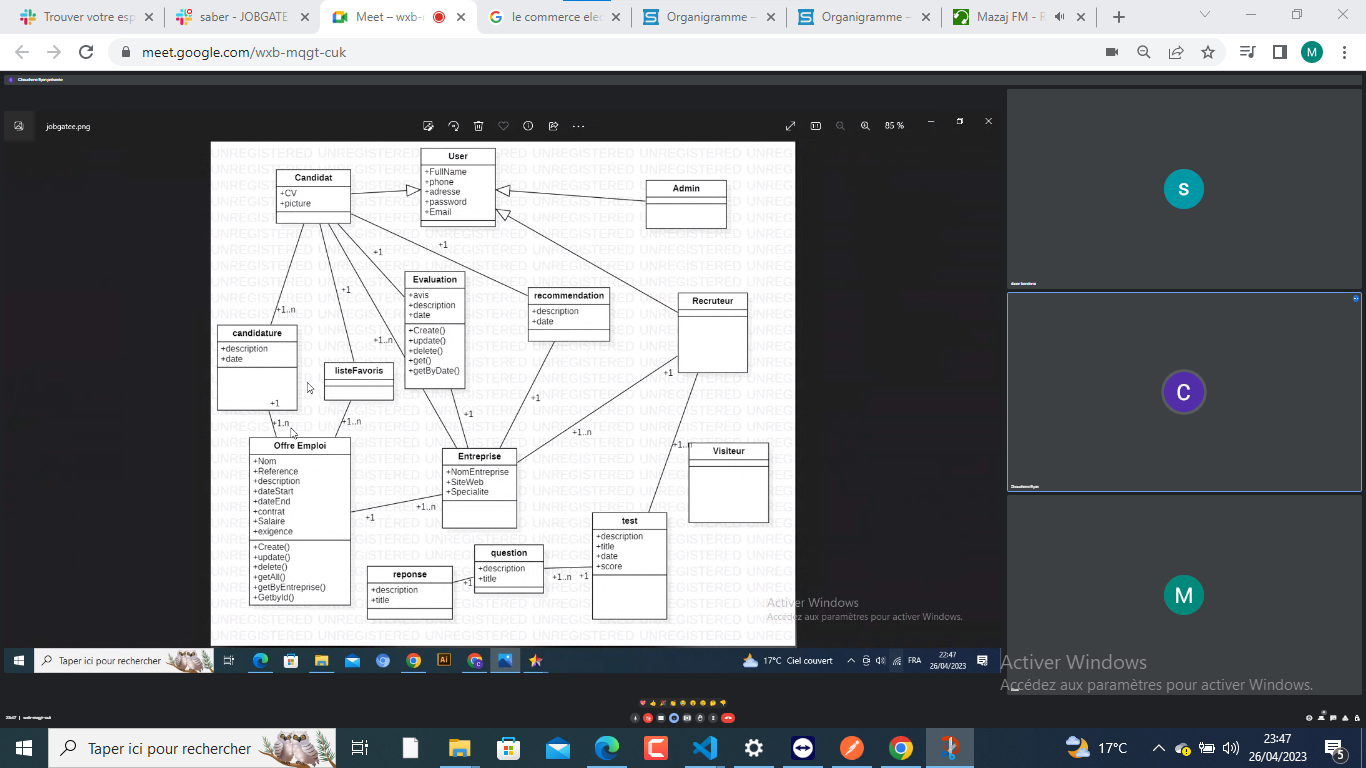 Trouver votre esp
saber - JOBGATE
Meet – wxb-
le commerce elec
Organigramme –
Organigramme –
Mazaj FM - R
meet.google.com/wxb-mqgt-cuk
M
jobgatee.png
85 %
User
+FullName
+phone
+adresse
+password
+Email
Candidat
+CV
+picture
Admin
+1
+1
Evaluation
+avis
+description
+date
+Create()
+update()
+delete()
+get()
+getByDate()
recommendation
+description
+date
Recruteur
+1
+1..n
+1..n
candidature
+description
+date
+1
listeFavoris
+1
+1
+1
+1..n
+1..n
+1..n
+1..n
Offre Emploi
+Nom
+Reference
+description
+dateStart
+dateEnd
+contrat
+Salaire
+exigence
+Create()
+update()
+delete()
+getAll()
+getByEntreprise()
+GetbyId()
Entreprise
+NomEntreprise
+SiteWeb
+Specialite
+1..n
+1
Visiteur
test
+description
+title
+date
+score
question
+description
+title
+1..n
+1
reponse
+description
+title
+1
UNREGISTERED
Activer Windows
Accédez aux paramètres pour activer Windows.
Taper ici pour rechercher
Ai
17°C Ciel couvert
FRA
22:47
26/04/2023
S
C
M
Activer Windows
Accédez aux paramètres pour activer Windows.
Taper ici pour rechercher
17°C
23:47
26/04/2023
5